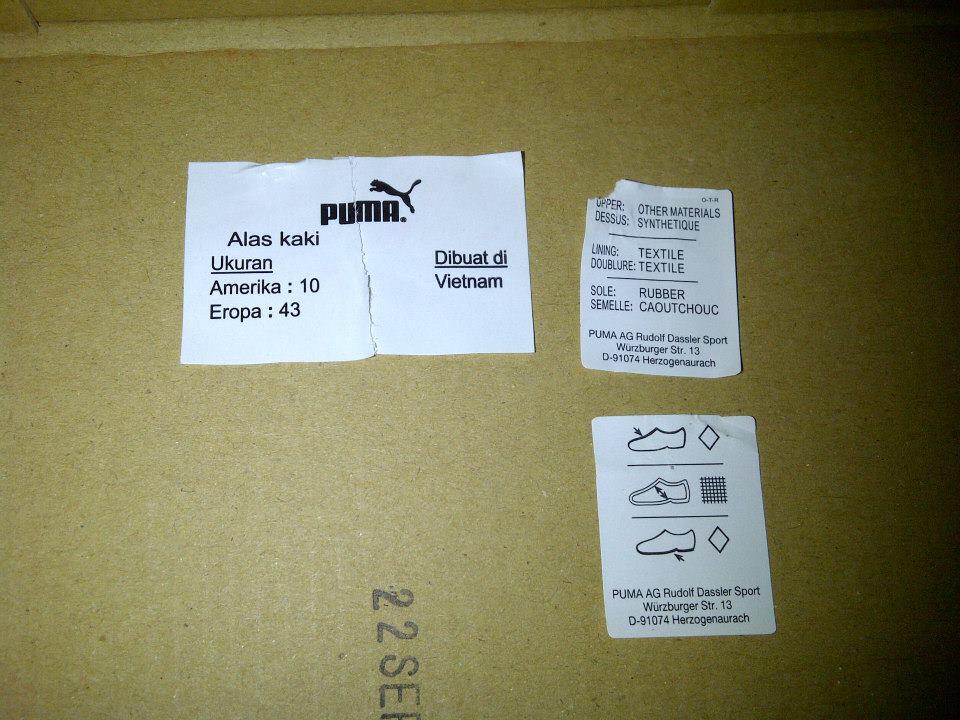 PUMA.®
Alas kaki
Ukuran
Amerika : 10
Eropa : 43
Dibuat di
Vietnam
O-T-R
UPPER: OTHER MATERIALS
DESSUS: SYNTHETIQUE
LINING: TEXTILE
DOUBLURE: TEXTILE
SOLE: RUBBER
SEMELLE: CAOUTCHOUC
PUMA AG Rudolf Dassler Sport
Würzburger Str. 13
D-91074 Herzogenaurach
PUMA AG Rudolf Dassler Sport
Würzburger Str. 13
D-91074 Herzogenaurach
22SE